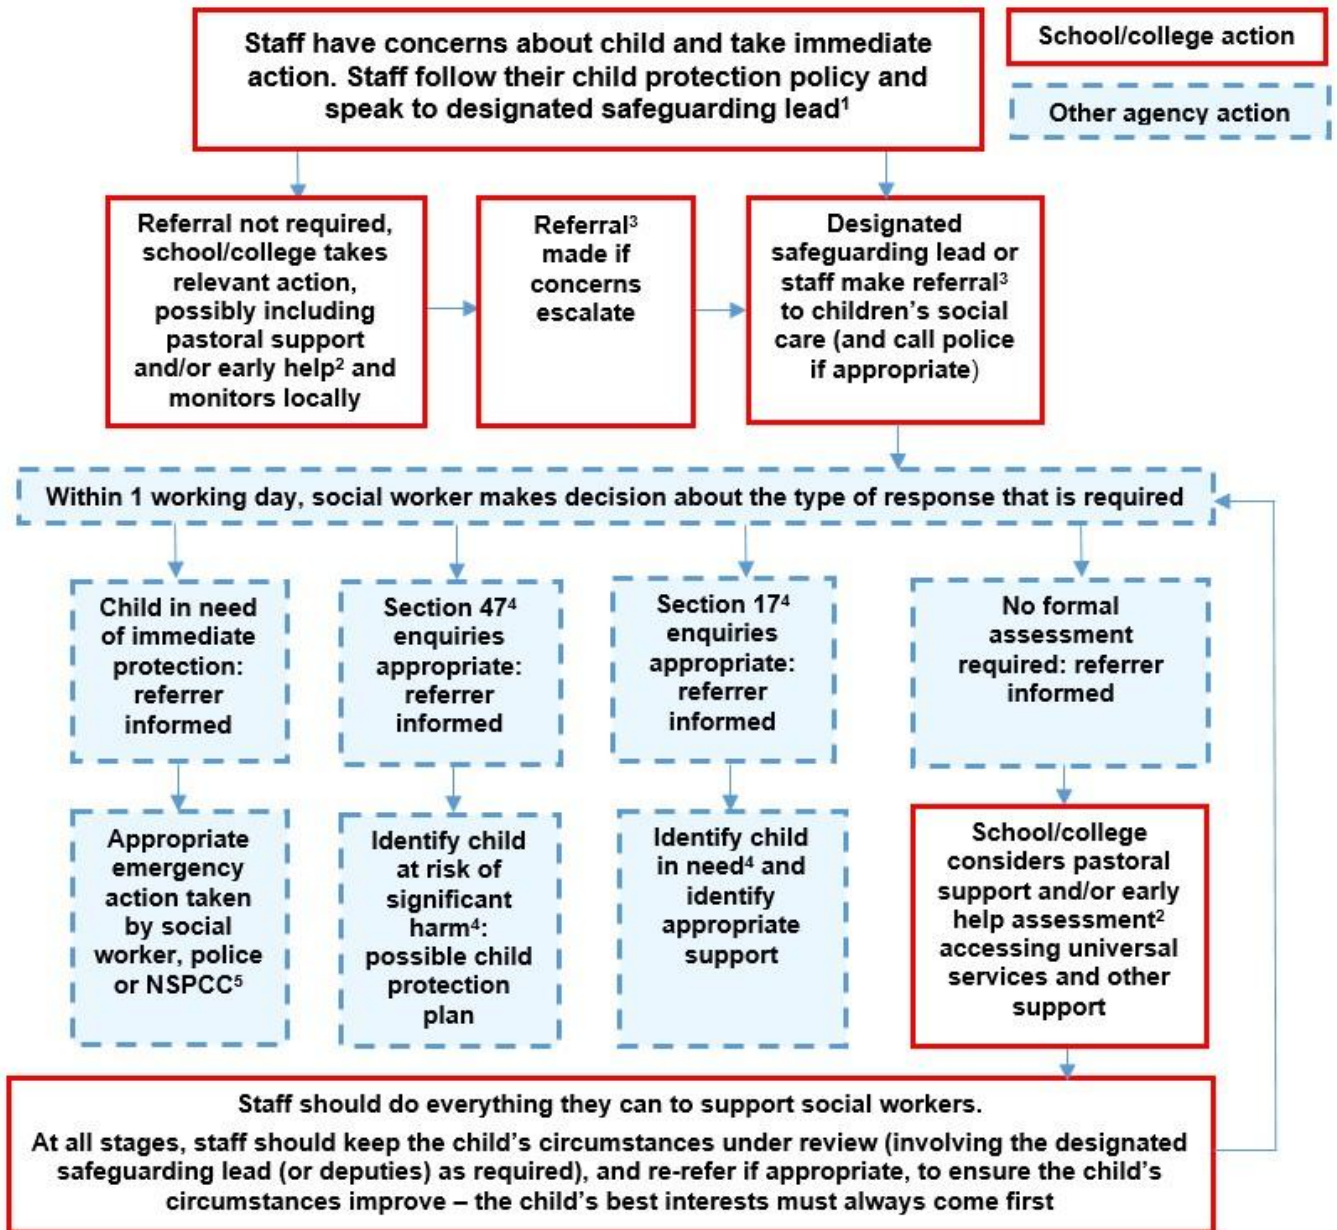 Staff have concerns about child and take immediate
action. Staff follow their child protection policy and
speak to designated safeguarding lead¹
School/college action
Other agency action
Referral not required,
school/college takes
relevant action,
possibly including
pastoral support
and/or early help² and
monitors locally
Referral³
made if
concerns
escalate
Designated
safeguarding lead or
staff make referral³
to children’s social
care (and call police
if appropriate)
Within 1 working day, social worker makes decision about the type of response that is required
Child in need
of immediate
protection:
referrer
informed
Section 47⁴
enquiries
appropriate:
referrer
informed
Section 17⁴
enquiries
appropriate:
referrer
informed
No formal
assessment
required: referrer
informed
Appropriate
emergency
action taken
by social
worker, police
or NSPCC⁵
Identify child
at risk of
significant
harm⁴:
possible child
protection
plan
Identify child
in need⁴ and
identify
appropriate
support
School/college
considers pastoral
support and/or early
help assessment²
accessing universal
services and other
support
Staff should do everything they can to support social workers.
At all stages, staff should keep the child’s circumstances under review (involving the designated
safeguarding lead (or deputies) as required), and re-refer if appropriate, to ensure the child’s
circumstances improve – the child’s best interests must always come first